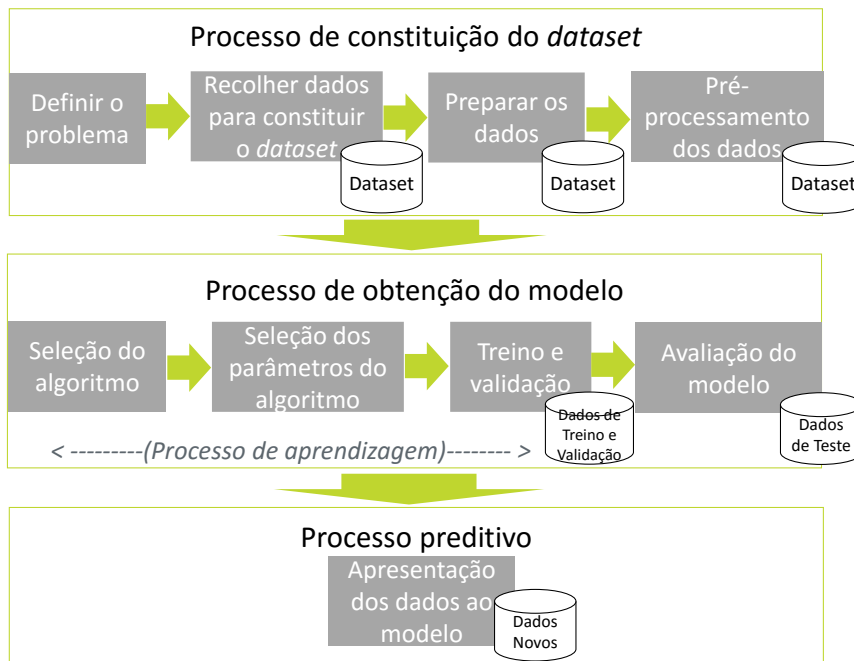 Processo de constituição do dataset
Definir o
problema
Recolher dados
para constituir
o dataset
Dataset
Preparar os
dados
Dataset
Pré-
processamento
dos dados
Dataset
Processo de obtenção do modelo
Seleção do
algoritmo
Seleção dos
parâmetros do
algoritmo
Treino e
validação
Dados de
Treino e
Validação
Avaliação do
modelo
Dados
de Teste
< ---------(Processo de aprendizagem)-------- >
Processo preditivo
Apresentação
dos dados ao
modelo
Dados
Novos